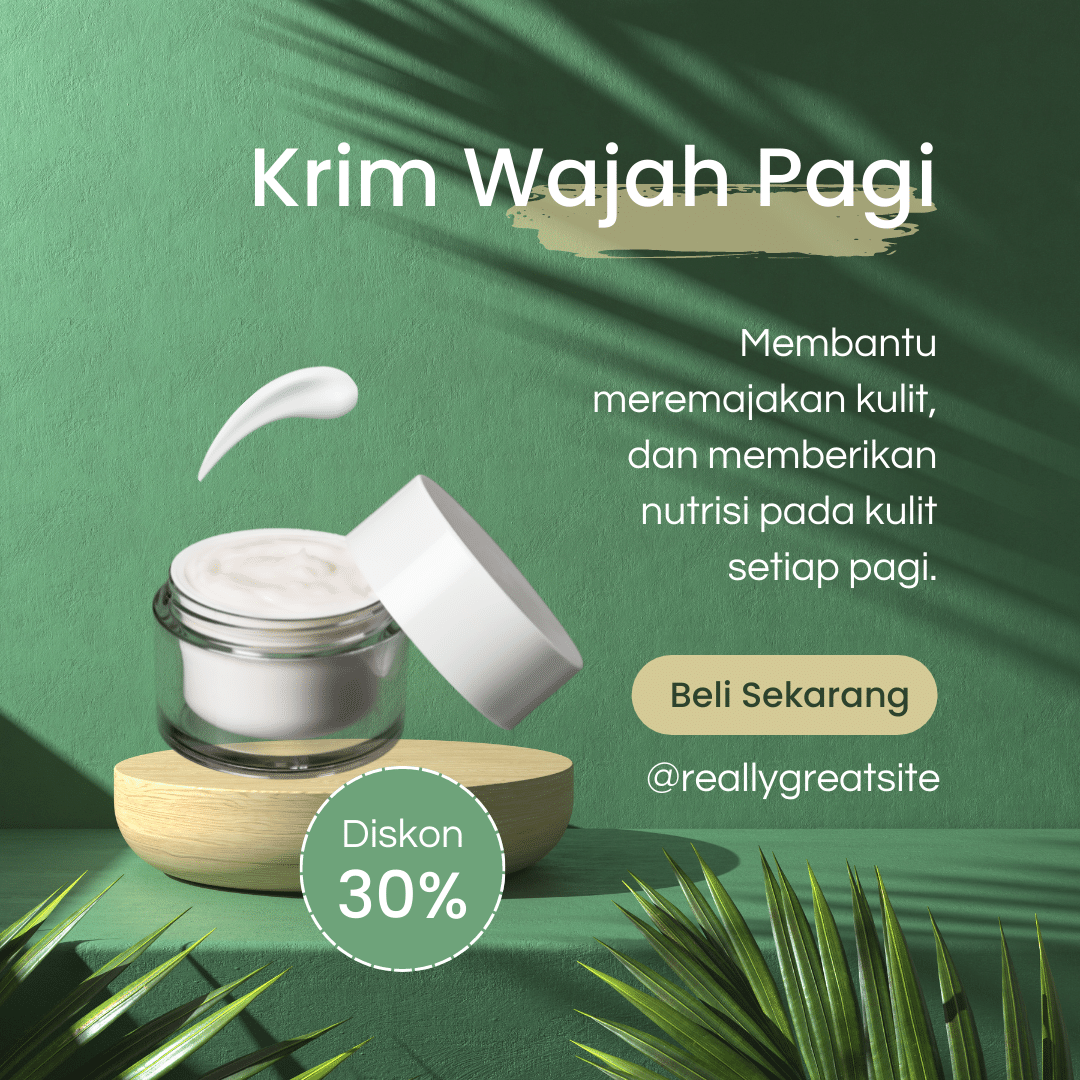 Krim Wajah Pagi
Membantu
meremajakan kulit,
dan memberikan
nutrisi pada kulit
setiap pagi.
Beli Sekarang
@reallygreatsite
Diskon
30%